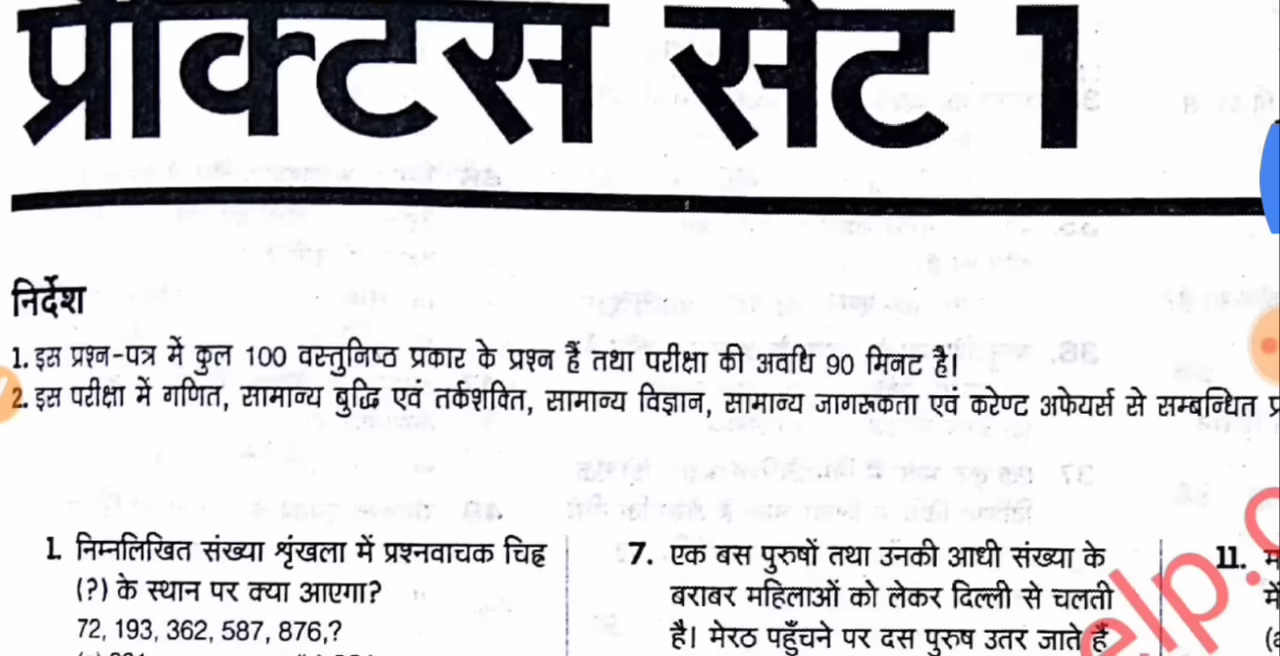 प्रैक्टिस सेट 1
निर्देश
1. इस प्रश्न-पत्र में कुल 100 वस्तुनिष्ठ प्रकार के प्रश्न हैं तथा परीक्षा की अवधि 90 मिनट है।
2. इस परीक्षा में गणित, सामान्य बुद्धि एवं तर्कशक्ति, सामान्य विज्ञान, सामान्य जागरूकता एवं करेण्ट अफेयर्स से सम्बन्धित
1. निम्नलिखित संख्या शृंखला में प्रश्नवाचक चिह्न
(?) के स्थान पर क्या आएगा?
72, 193, 362, 587, 876,?
7. एक बस पुरुषों तथा उनकी आधी संख्या के
बराबर महिलाओं को लेकर दिल्ली से चलती
है। मेरठ पहुँचने पर दस पुरुष उतर जाते हैं
11.